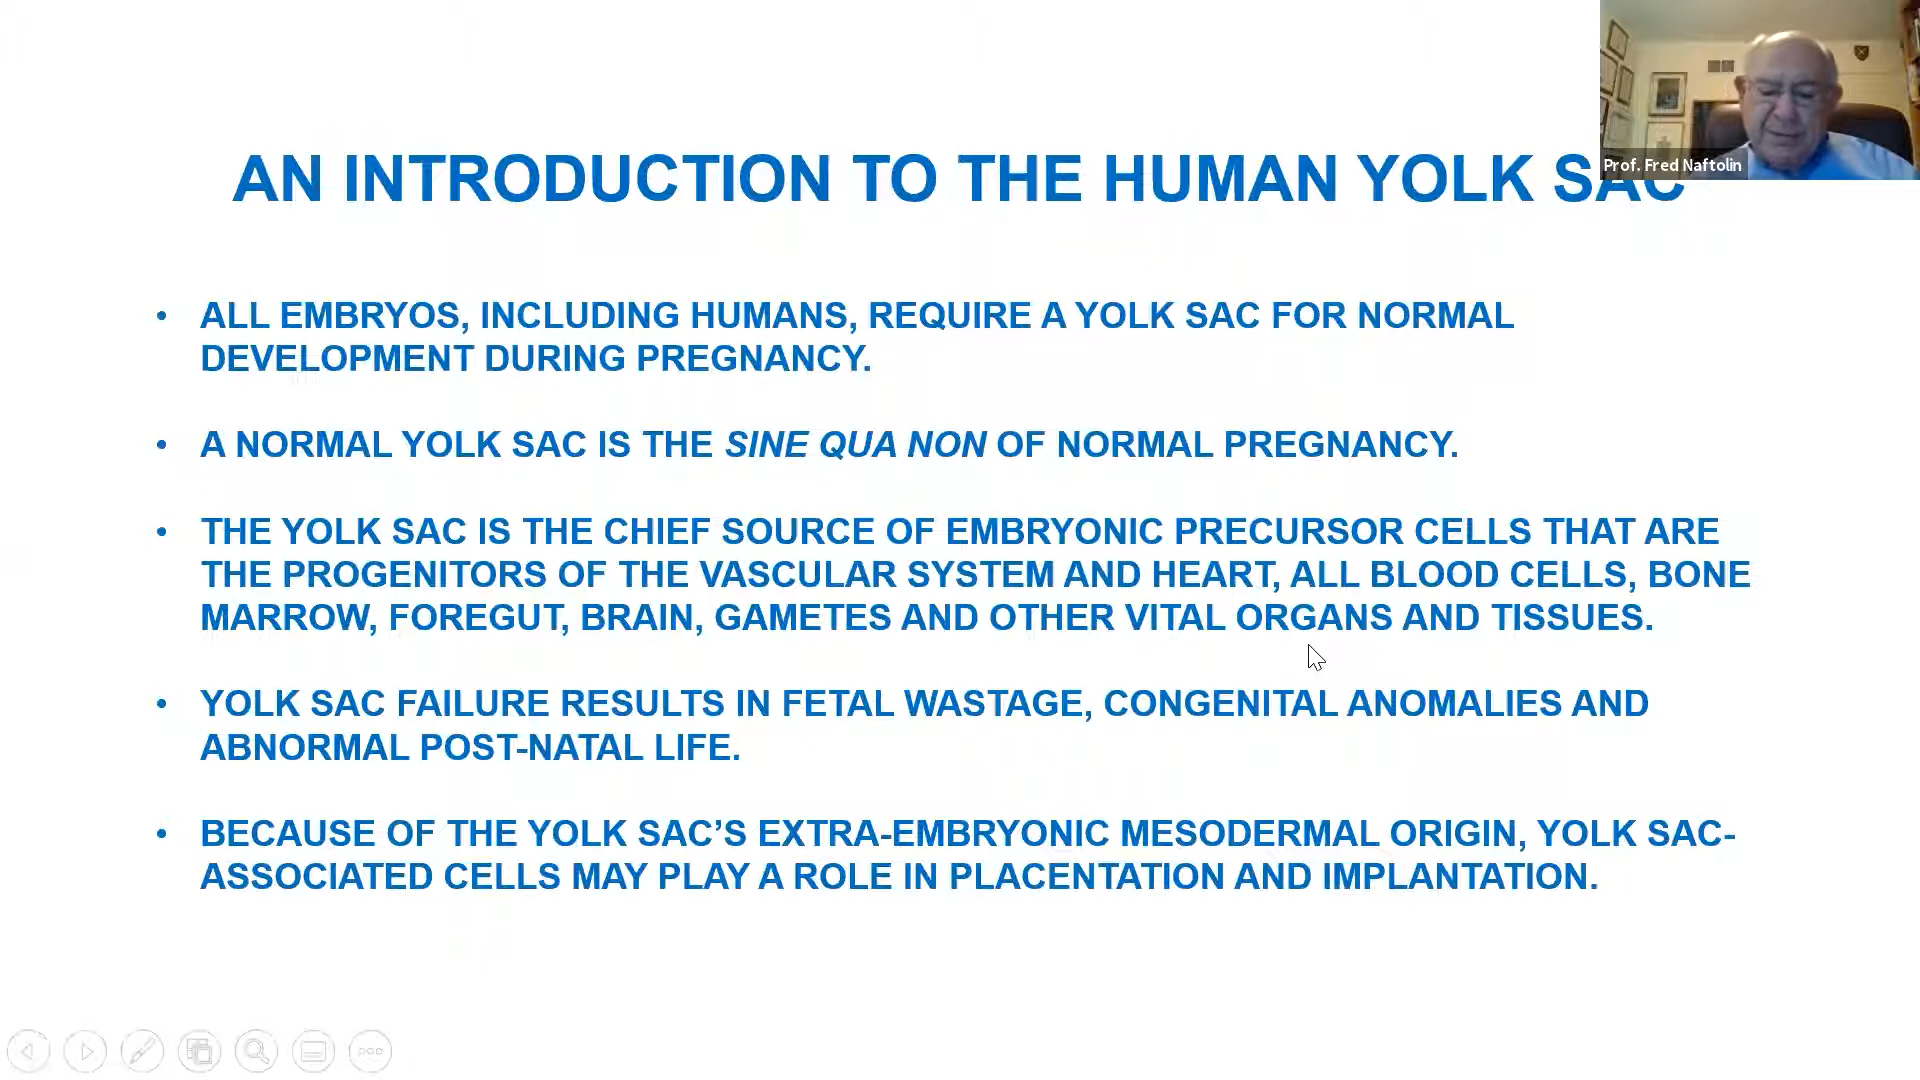 AN INTRODUCTION TO THE HUMAN YOLK SAC
Prof. Fred Naftolin
• ALL EMBRYOS, INCLUDING HUMANS, REQUIRE A YOLK SAC FOR NORMAL
DEVELOPMENT DURING PREGNANCY.
• A NORMAL YOLK SAC IS THE SINE QUA NON OF NORMAL PREGNANCY.
• THE YOLK SAC IS THE CHIEF SOURCE OF EMBRYONIC PRECURSOR CELLS THAT ARE
THE PROGENITORS OF THE VASCULAR SYSTEM AND HEART, ALL BLOOD CELLS, BONE
MARROW, FOREGUT, BRAIN, GAMETES AND OTHER VITAL ORGANS AND TISSUES.
• YOLK SAC FAILURE RESULTS IN FETAL WASTAGE, CONGENITAL ANOMALIES AND
ABNORMAL POST-NATAL LIFE.
• BECAUSE OF THE YOLK SAC’S EXTRA-EMBRYONIC MESODERMAL ORIGIN, YOLK SAC-
ASSOCIATED CELLS MAY PLAY A ROLE IN PLACENTATION AND IMPLANTATION.